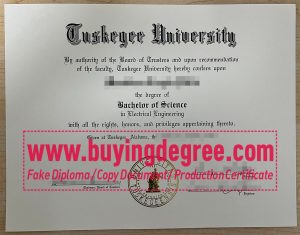 Tuskegee University
By authority of the Board of Trustees and upon recommendation
of the faculty, Tuskegee University hereby confers upon
the degree of
Bachelor of Science
in Electrical Engineering
with all the rights, honors, and privileges appertaining thereto.
Given at Tuskegee, Alabama,
www.buyingdegree.com
Fake Diploma/Copy Document/Production Certificate